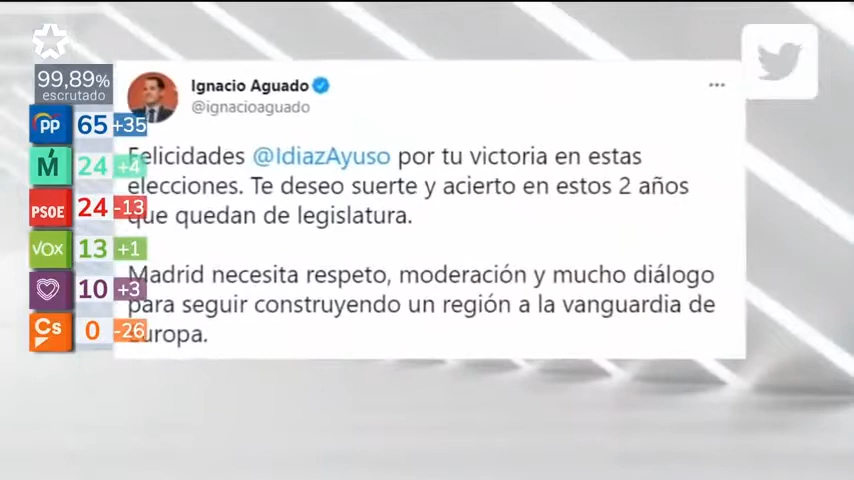 99,89%
escrutado
PP 65 +35
M 24 +4
PSOE 24 -13
VOX 13 +1
10 +3
Cs 0 -26
Ignacio Aguado
@ignacioaguado
Felicidades @IdiazAyuso por tu victoria en estas
elecciones. Te deseo suerte y acierto en estos 2 años
que quedan de legislatura.
Madrid necesita respeto, moderación y mucho diálogo
para seguir construyendo un región a la vanguardia de
Europa.